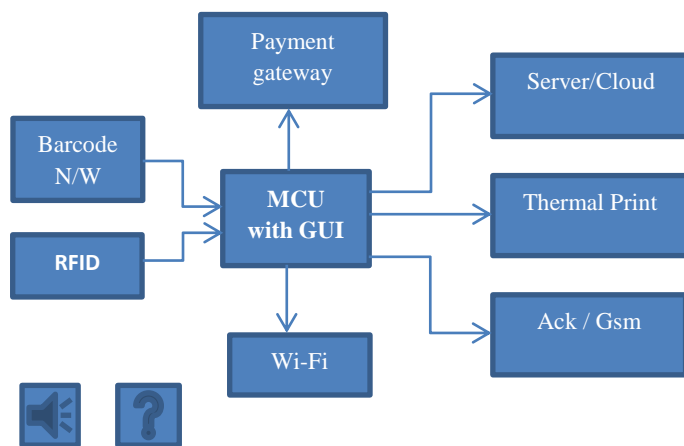 Payment
gateway
Server/Cloud
Barcode
N/W
MCU
with GUI
Thermal Print
RFID
Ack / Gsm
Wi-Fi
?